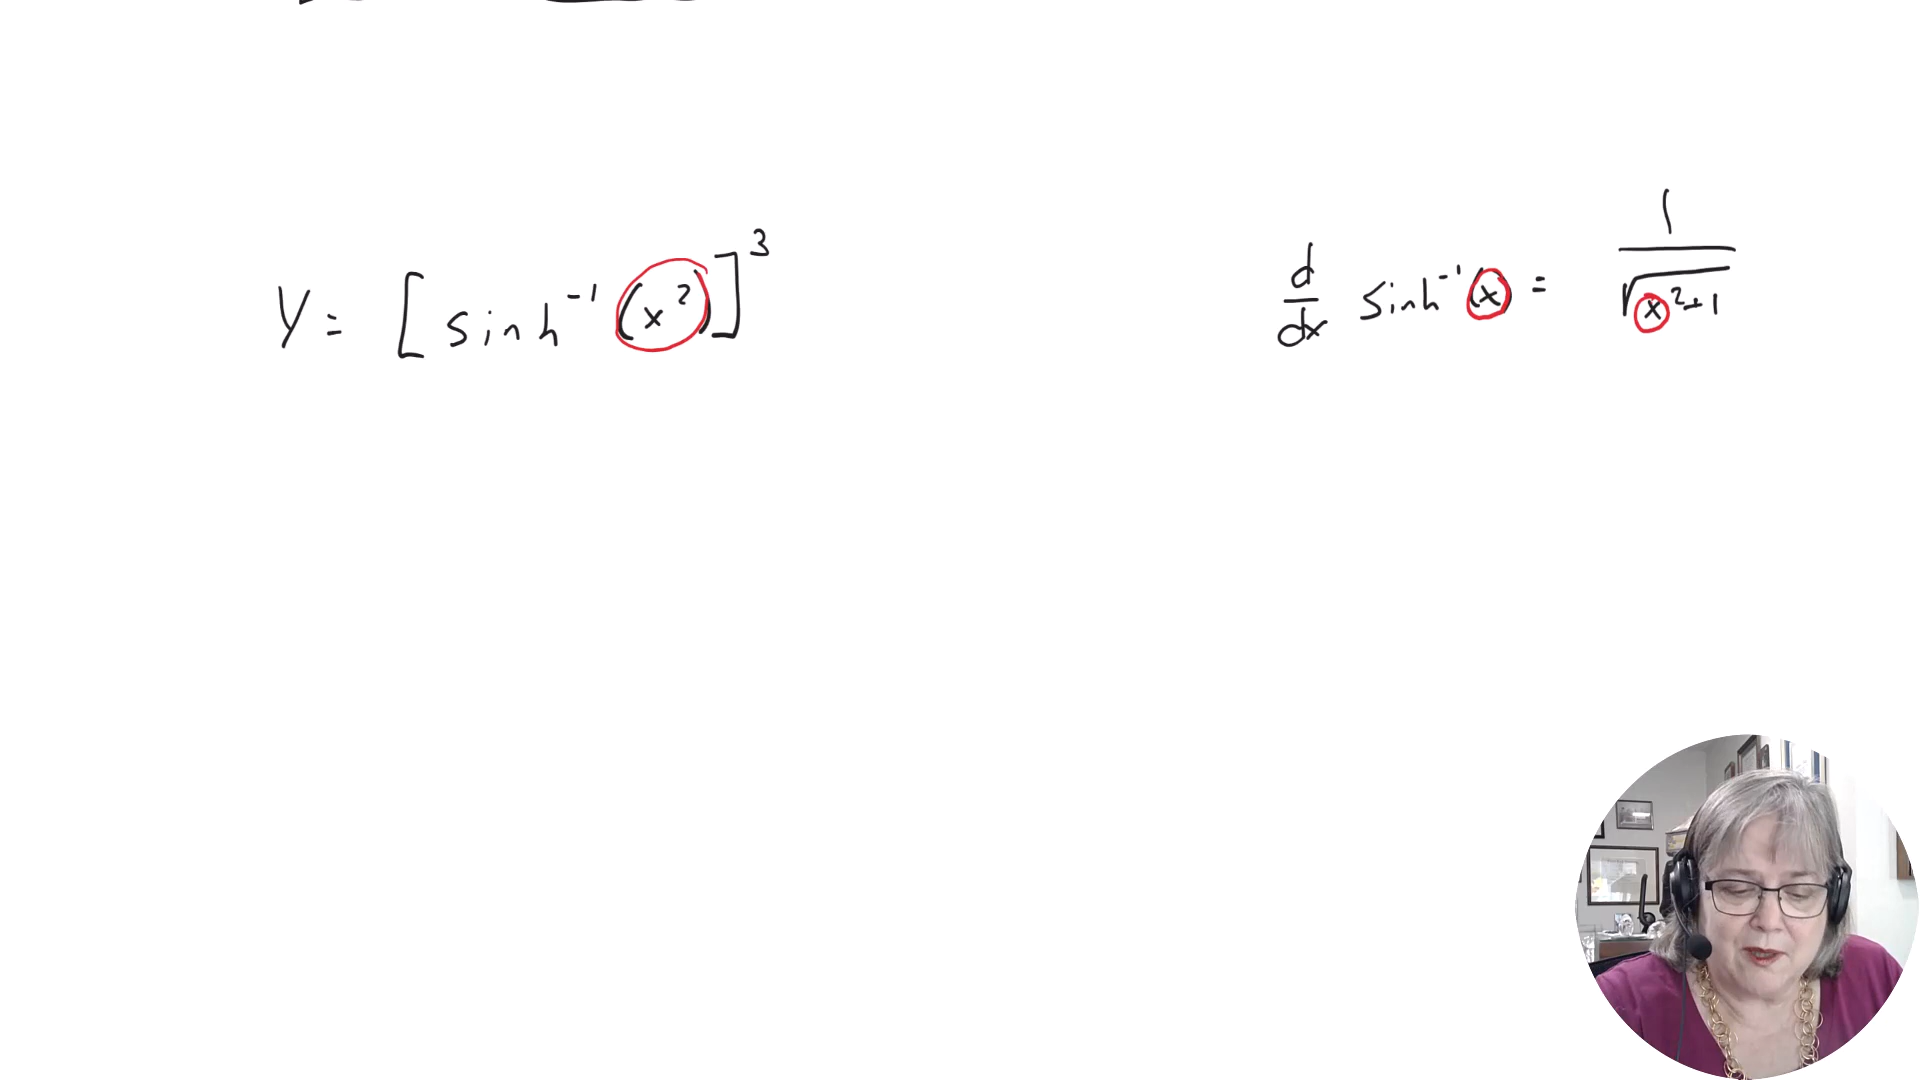 Y = [sinh⁻¹(x²)]³
d/dx sinh⁻¹(x) = 1/√(x²+1)